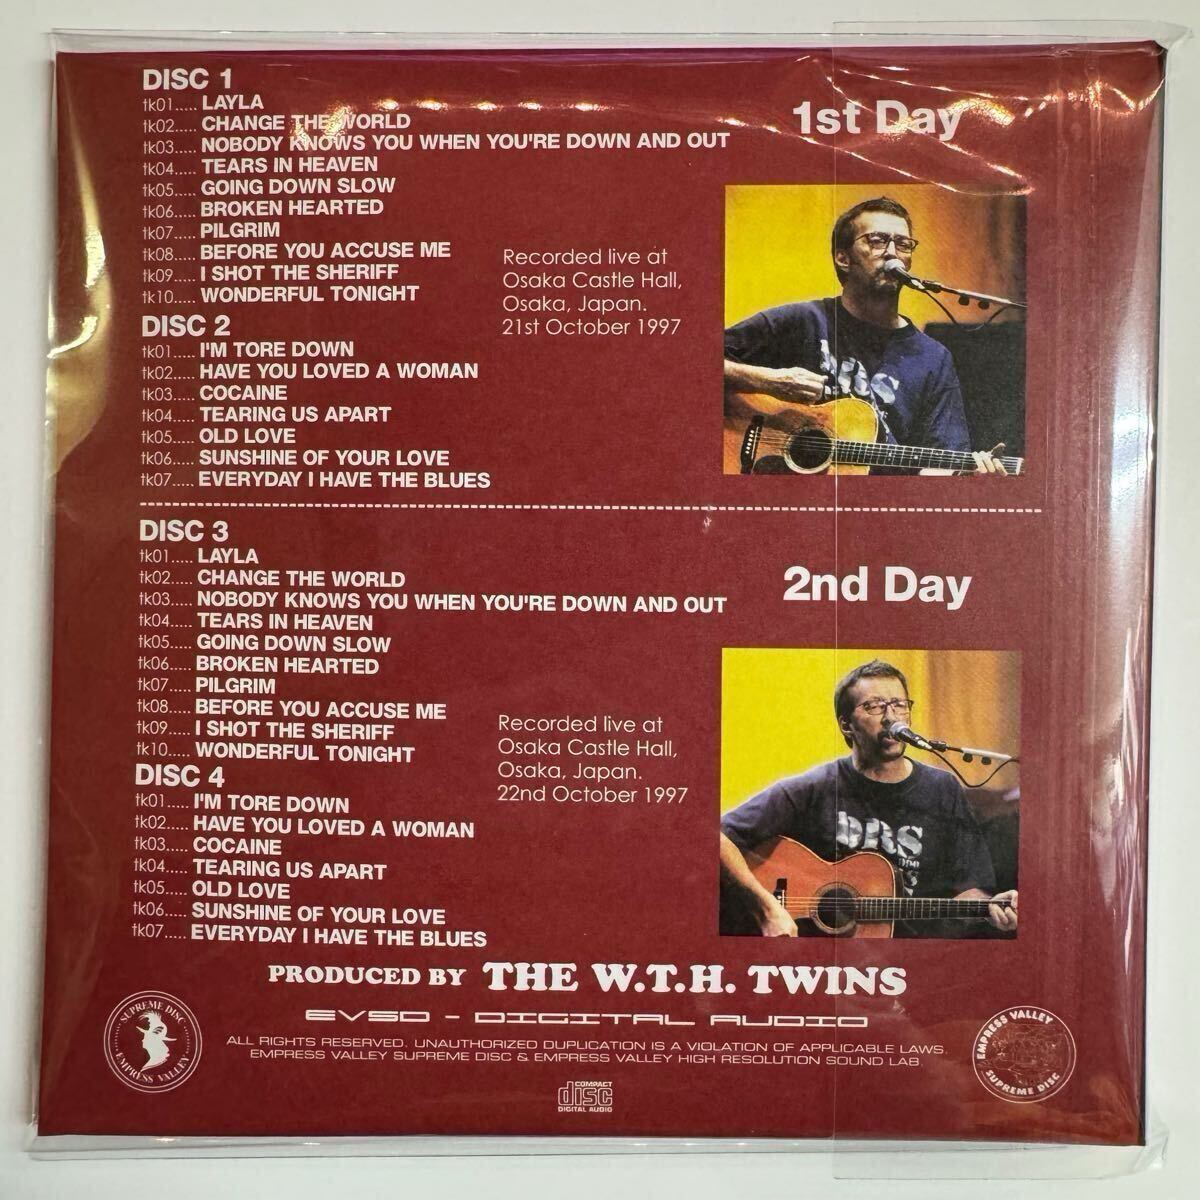 DISC 1
tk01..... LAYLA
tk02..... CHANGE THE WORLD
tk03..... NOBODY KNOWS YOU WHEN YOU'RE DOWN AND OUT
tk04..... TEARS IN HEAVEN
tk05..... GOING DOWN SLOW
tk06..... BROKEN HEARTED
tk07..... PILGRIM
tk08..... BEFORE YOU ACCUSE ME
tk09..... I SHOT THE SHERIFF
tk10..... WONDERFUL TONIGHT
DISC 2
tk01..... I'M TORE DOWN
tk02..... HAVE YOU LOVED A WOMAN
tk03..... COCAINE
tk04..... TEARING US APART
tk05..... OLD LOVE
tk06..... SUNSHINE OF YOUR LOVE
tk07..... EVERYDAY I HAVE THE BLUES
1st Day
Recorded live at
Osaka Castle Hall,
Osaka, Japan.
21st October 1997
DISC 3
tk01..... LAYLA
tk02..... CHANGE THE WORLD
tk03..... NOBODY KNOWS YOU WHEN YOU'RE DOWN AND OUT
tk04..... TEARS IN HEAVEN
tk05..... GOING DOWN SLOW
tk06..... BROKEN HEARTED
tk07..... PILGRIM
tk08..... BEFORE YOU ACCUSE ME
tk09..... I SHOT THE SHERIFF
tk10..... WONDERFUL TONIGHT
DISC 4
tk01..... I'M TORE DOWN
tk02..... HAVE YOU LOVED A WOMAN
tk03..... COCAINE
tk04..... TEARING US APART
tk05..... OLD LOVE
tk06..... SUNSHINE OF YOUR LOVE
tk07..... EVERYDAY I HAVE THE BLUES
2nd Day
Recorded live at
Osaka Castle Hall,
Osaka, Japan.
22nd October 1997
DRS
PRODUCED BY THE W.T.H. TWINS
EVSD - DIGITAL AUDIO
ALL RIGHTS RESERVED. UNAUTHORIZED DUPLICATION IS A VIOLATION OF APPLICABLE LAWS.
EMPRESS VALLEY SUPREME DISC & EMPRESS VALLEY HIGH RESOLUTION SOUND LAB.
SUPREME DISC
EMPRESS VALLEY
COMPACT
disc
DIGITAL AUDIO
EMPRESS VALLEY
SUPREME DISC